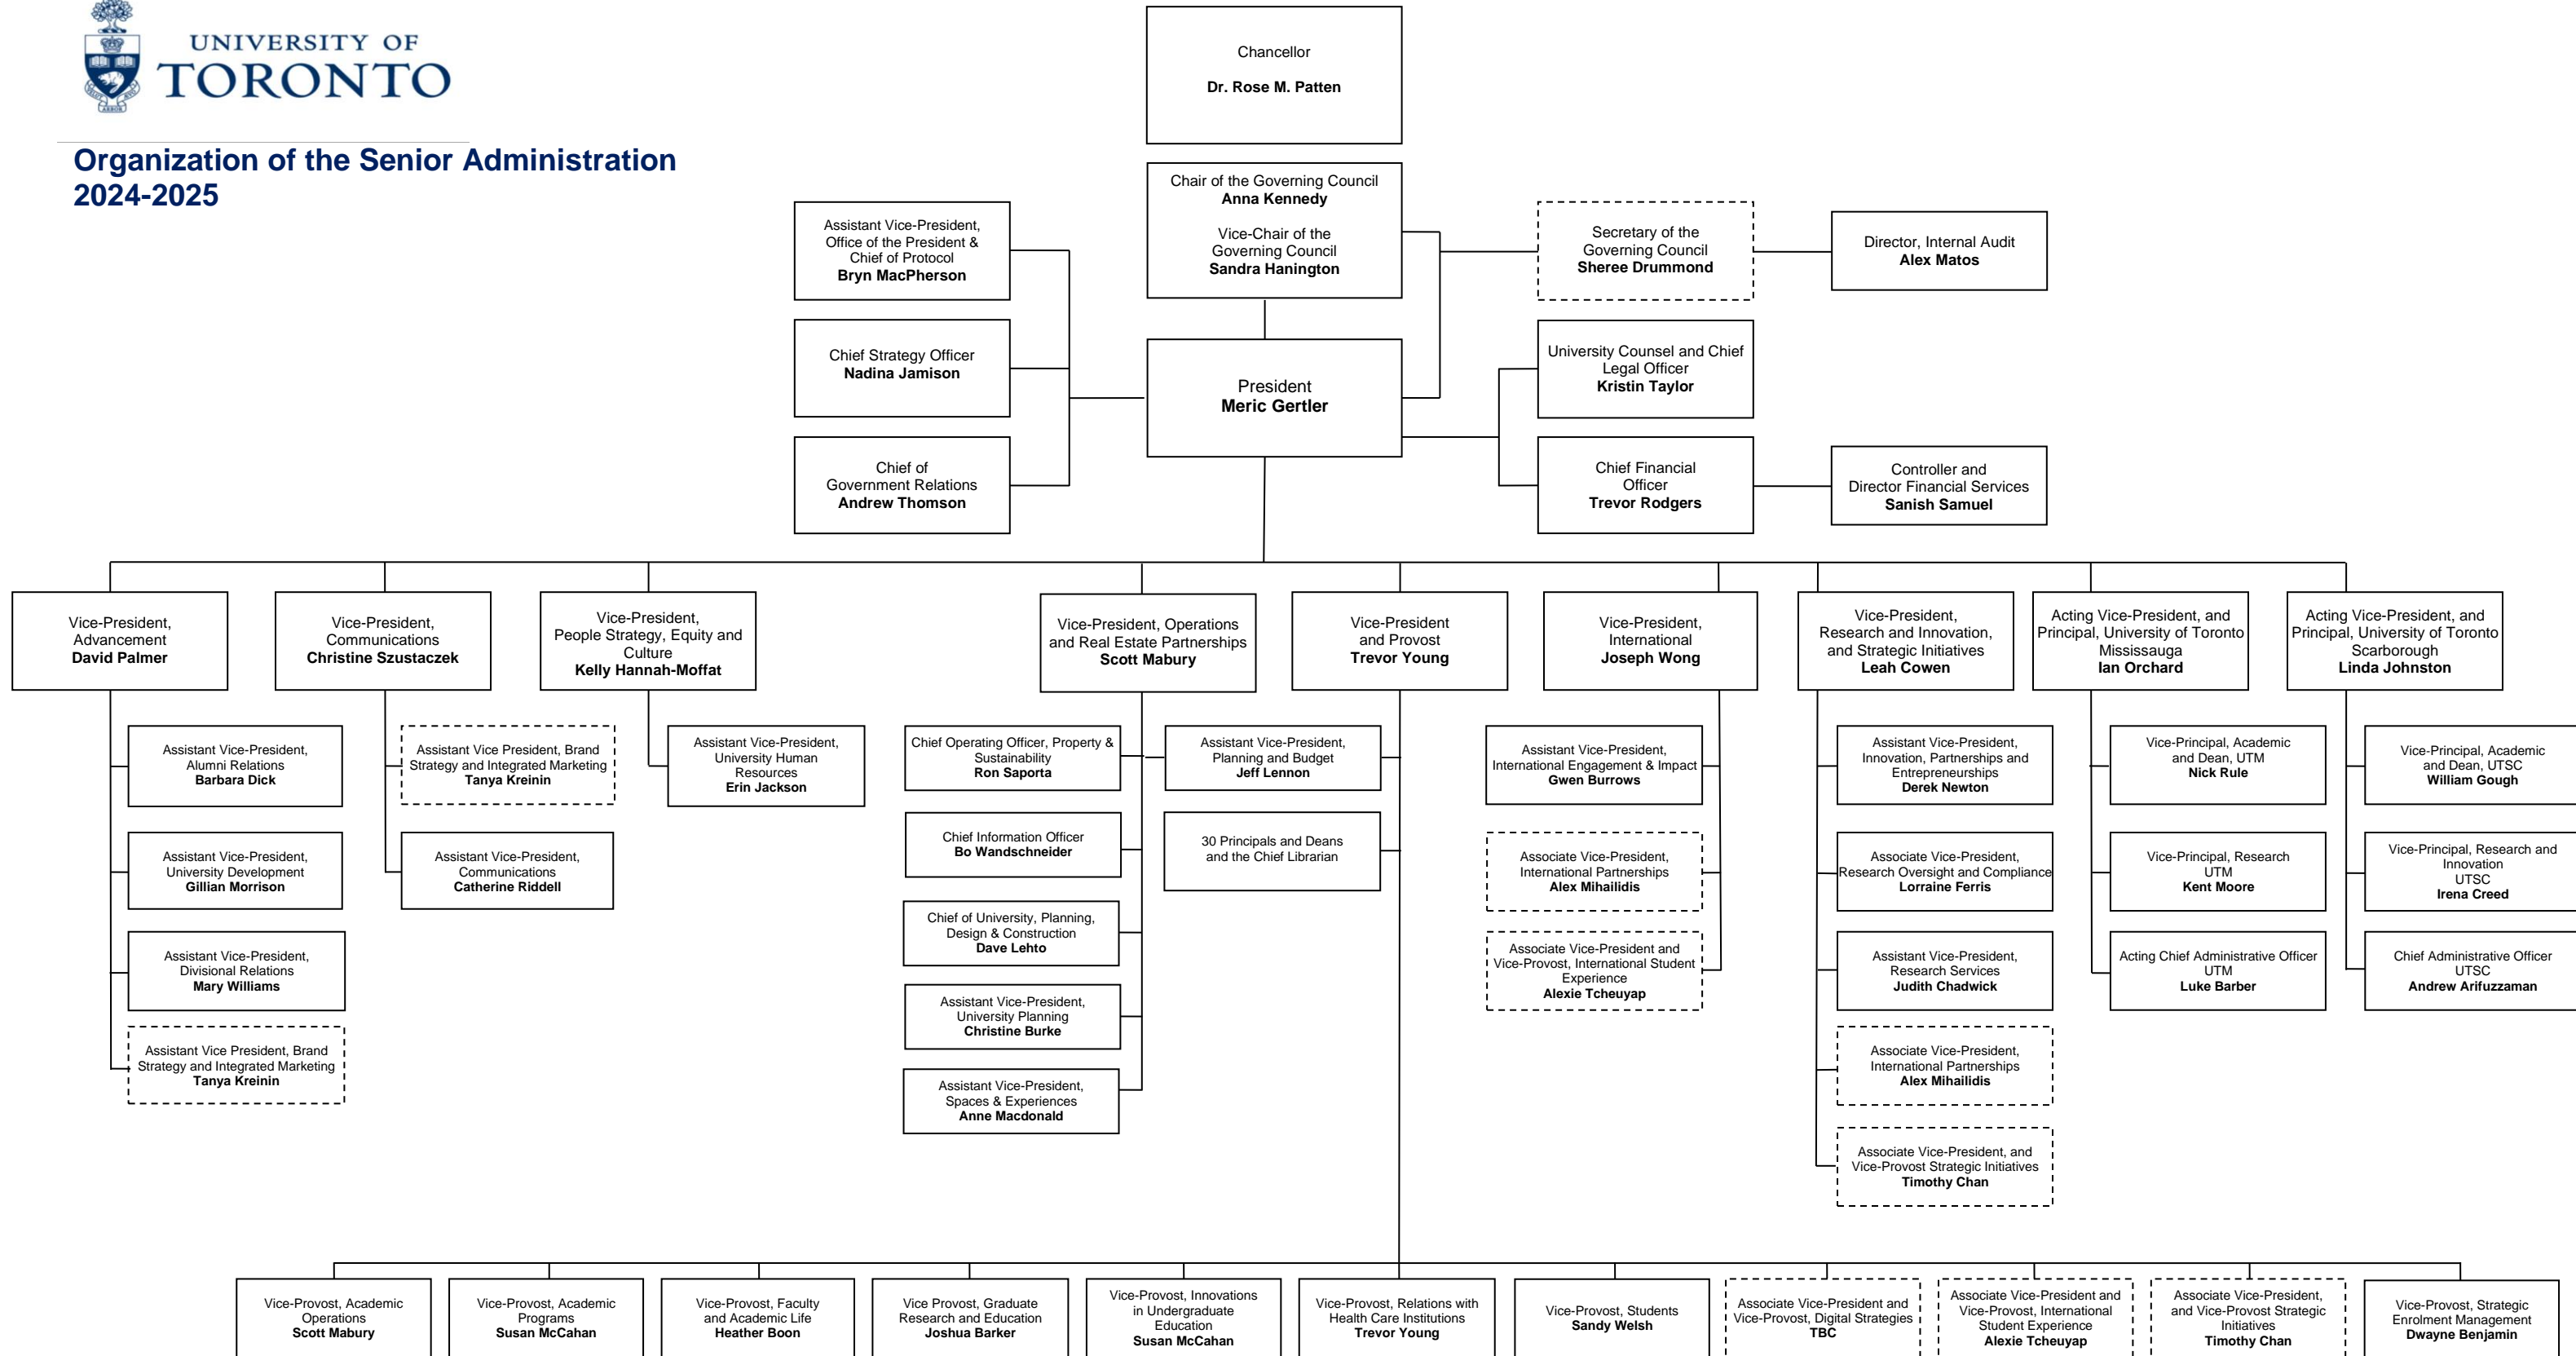 UNIVERSITY OF
TORONTO
Organization of the Senior Administration
2024-2025
Chancellor
Dr. Rose M. Patten
Chair of the Governing Council
Anna Kennedy
Vice-Chair of the
Governing Council
Sandra Hanington
Assistant Vice-President,
Office of the President &
Chief of Protocol
Bryn MacPherson
Secretary of the
Governing Council
Sheree Drummond
Director, Internal Audit
Alex Matos
Chief Strategy Officer
Nadina Jamison
President
Meric Gertler
University Counsel and Chief
Legal Officer
Kristin Taylor
Chief of
Government Relations
Andrew Thomson
Chief Financial
Officer
Trevor Rodgers
Controller and
Director Financial Services
Sanish Samuel
Vice-President,
Advancement
David Palmer
Vice-President,
Communications
Christine Szustaczek
Vice-President,
People Strategy, Equity and
Culture
Kelly Hannah-Moffat
Vice-President, Operations
and Real Estate Partnerships
Scott Mabury
Vice-President
and Provost
Trevor Young
Vice-President,
International
Joseph Wong
Vice-President,
Research and Innovation,
and Strategic Initiatives
Leah Cowen
Acting Vice-President, and
Principal, University of Toronto
Mississauga
Ian Orchard
Acting Vice-President, and
Principal, University of Toronto
Scarborough
Linda Johnston
Assistant Vice-President,
Alumni Relations
Barbara Dick
Assistant Vice-President,
University Development
Gillian Morrison
Assistant Vice-President,
Divisional Relations
Mary Williams
Assistant Vice President, Brand
Strategy and Integrated Marketing
Tanya Kreinin
Assistant Vice President, Brand
Strategy and Integrated Marketing
Tanya Kreinin
Assistant Vice-President,
Communications
Catherine Riddell
Assistant Vice-President,
University Human
Resources
Erin Jackson
Chief Operating Officer, Property &
Sustainability
Ron Saporta
Chief Information Officer
Bo Wandschneider
Chief of University, Planning,
Design & Construction
Dave Lehto
Assistant Vice-President,
University Planning
Christine Burke
Assistant Vice-President,
Spaces & Experiences
Anne Macdonald
Assistant Vice-President,
Planning and Budget
Jeff Lennon
30 Principals and Deans
and the Chief Librarian
Assistant Vice-President,
International Engagement & Impact
Gwen Burrows
Associate Vice-President,
International Partnerships
Alex Mihailidis
Associate Vice-President and
Vice-Provost, International Student
Experience
Alexie Tcheuyap
Assistant Vice-President,
Innovation, Partnerships and
Entrepreneurships
Derek Newton
Associate Vice-President,
Research Oversight and Compliance
Lorraine Ferris
Assistant Vice-President,
Research Services
Judith Chadwick
Associate Vice-President,
International Partnerships
Alex Mihailidis
Associate Vice-President, and
Vice-Provost Strategic Initiatives
Timothy Chan
Vice-Principal, Academic
and Dean, UTM
Nick Rule
Vice-Principal, Research
UTM
Kent Moore
Acting Chief Administrative Officer
UTM
Luke Barber
Vice-Principal, Academic
and Dean, UTSC
William Gough
Vice-Principal, Research and
Innovation
UTSC
Irena Creed
Chief Administrative Officer
UTSC
Andrew Arifuzzaman
Vice-Provost, Academic
Operations
Scott Mabury
Vice-Provost, Academic
Programs
Susan McCahan
Vice-Provost, Faculty
and Academic Life
Heather Boon
Vice Provost, Graduate
Research and Education
Joshua Barker
Vice-Provost, Innovations
in Undergraduate
Education
Susan McCahan
Vice-Provost, Relations with
Health Care Institutions
Trevor Young
Vice-Provost, Students
Sandy Welsh
Associate Vice-President and
Vice-Provost, Digital Strategies
TBC
Associate Vice-President and
Vice-Provost, International
Student Experience
Alexie Tcheuyap
Associate Vice-President,
and Vice-Provost Strategic
Initiatives
Timothy Chan
Vice-Provost, Strategic
Enrolment Management
Dwayne Benjamin